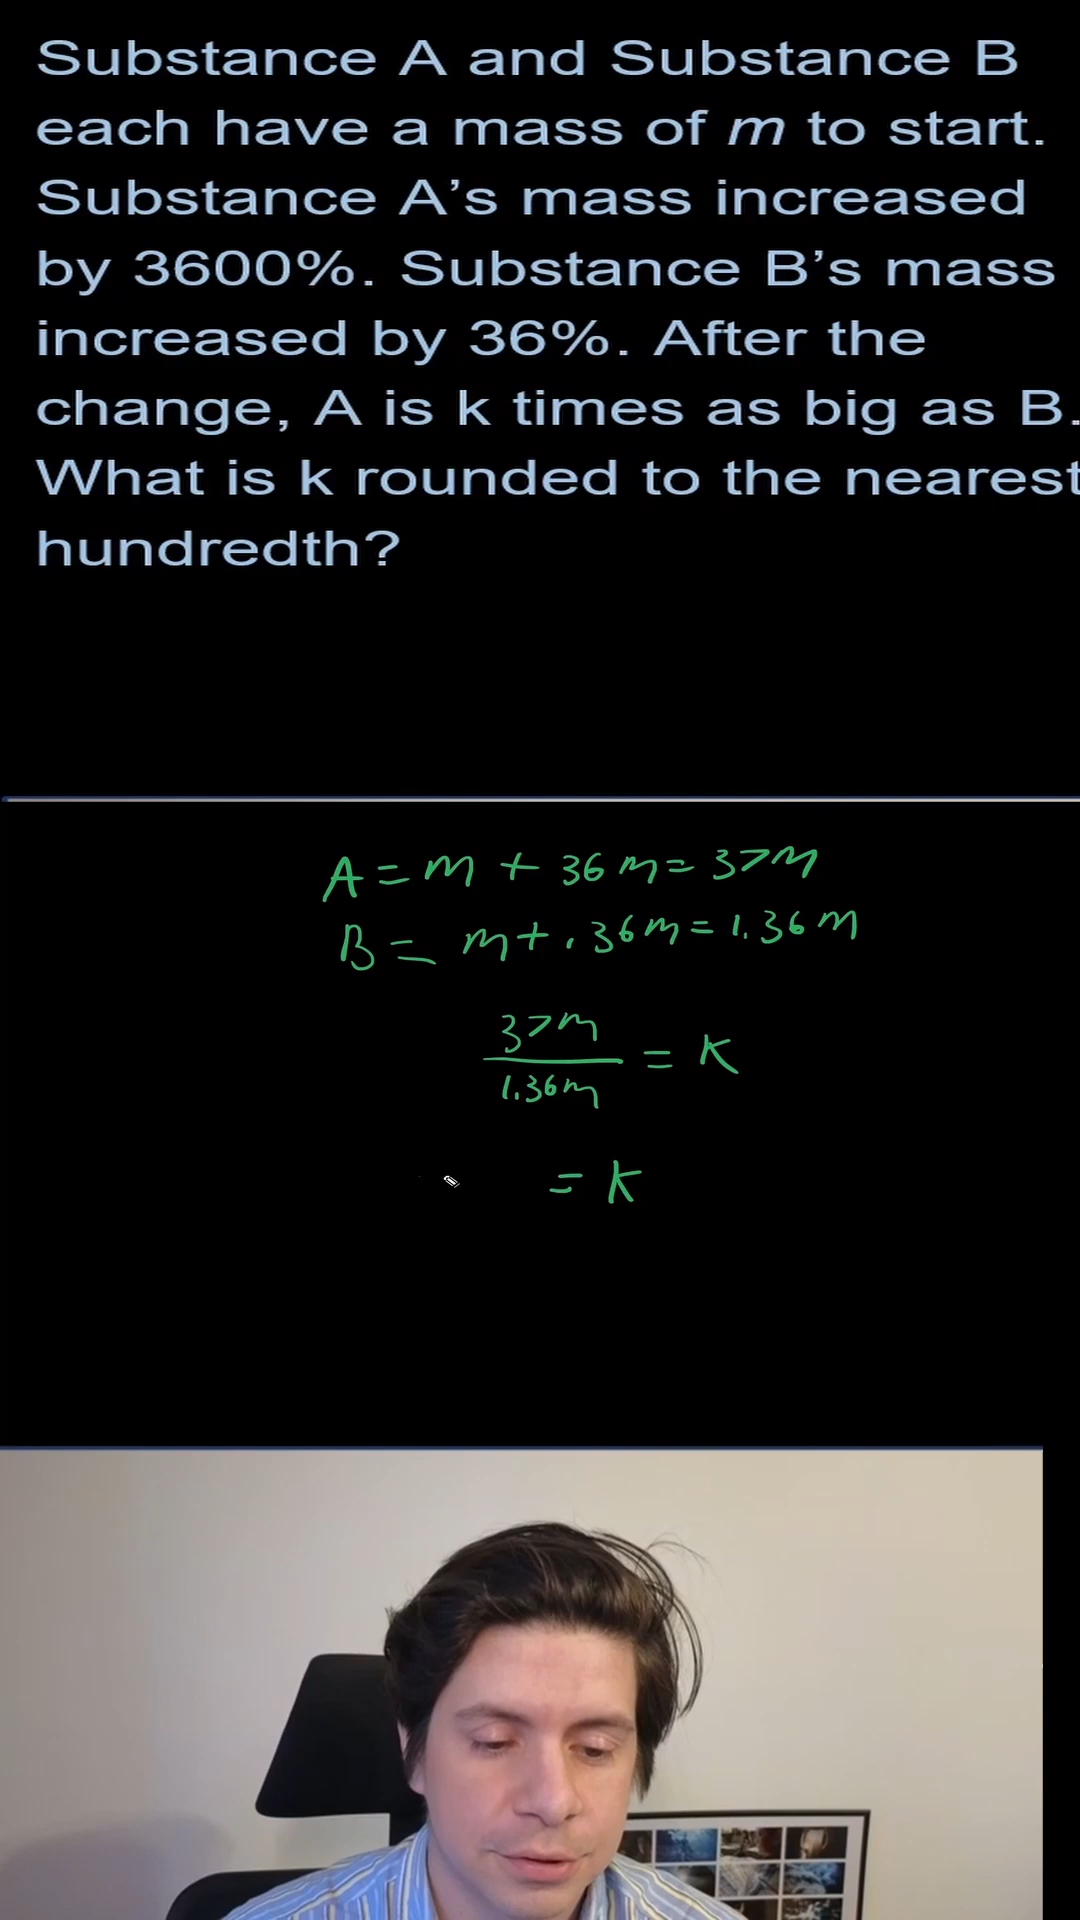 Substance A and Substance B
each have a mass of m to start.
Substance A’s mass increased
by 3600%. Substance B’s mass
increased by 36%. After the
change, A is k times as big as B.
What is k rounded to the nearest
hundredth?
A = m + 36m = 37m
B = m + .36m = 1.36m
37m
1.36m
= K
= K